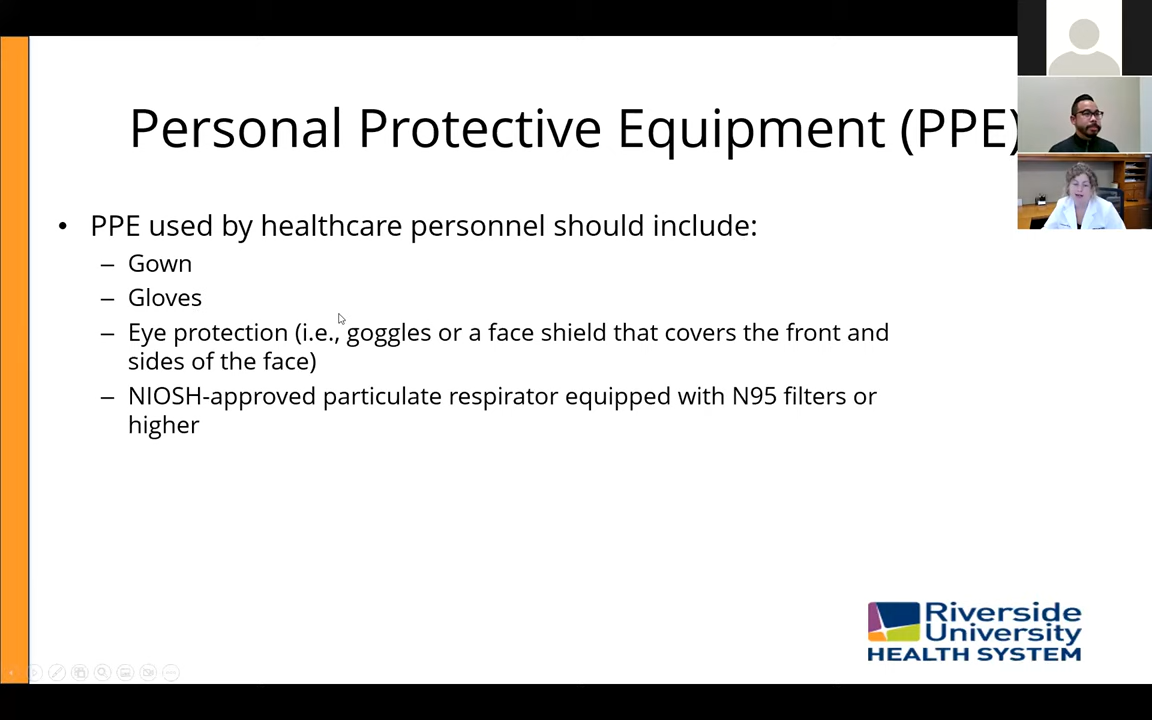 Personal Protective Equipment (PPE)
• PPE used by healthcare personnel should include:
– Gown
– Gloves
– Eye protection (i.e., goggles or a face shield that covers the front and
sides of the face)
– NIOSH-approved particulate respirator equipped with N95 filters or
higher
Riverside
University
HEALTH SYSTEM